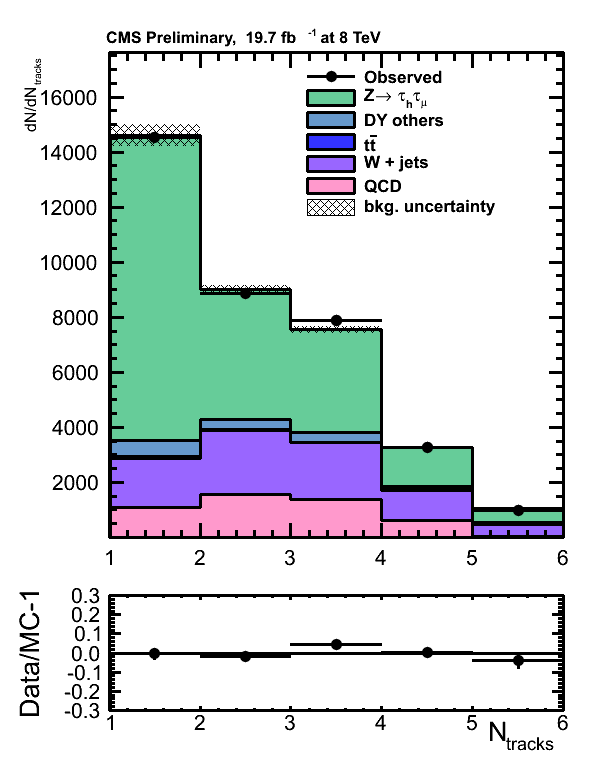 CMS Preliminary, 19.7 fb ⁻¹ at 8 TeV
dN/dN_tracks
16000
14000
12000
10000
8000
6000
4000
2000
Observed
Z→ τ_h τ_μ
DY others
tt̄
W + jets
QCD
bkg. uncertainty
1 2 3 4 5 6
Data/MC-1
0.3
0.2
0.1
0.0
-0.1
-0.2
-0.3
1 2 3 4 5 6
N_tracks